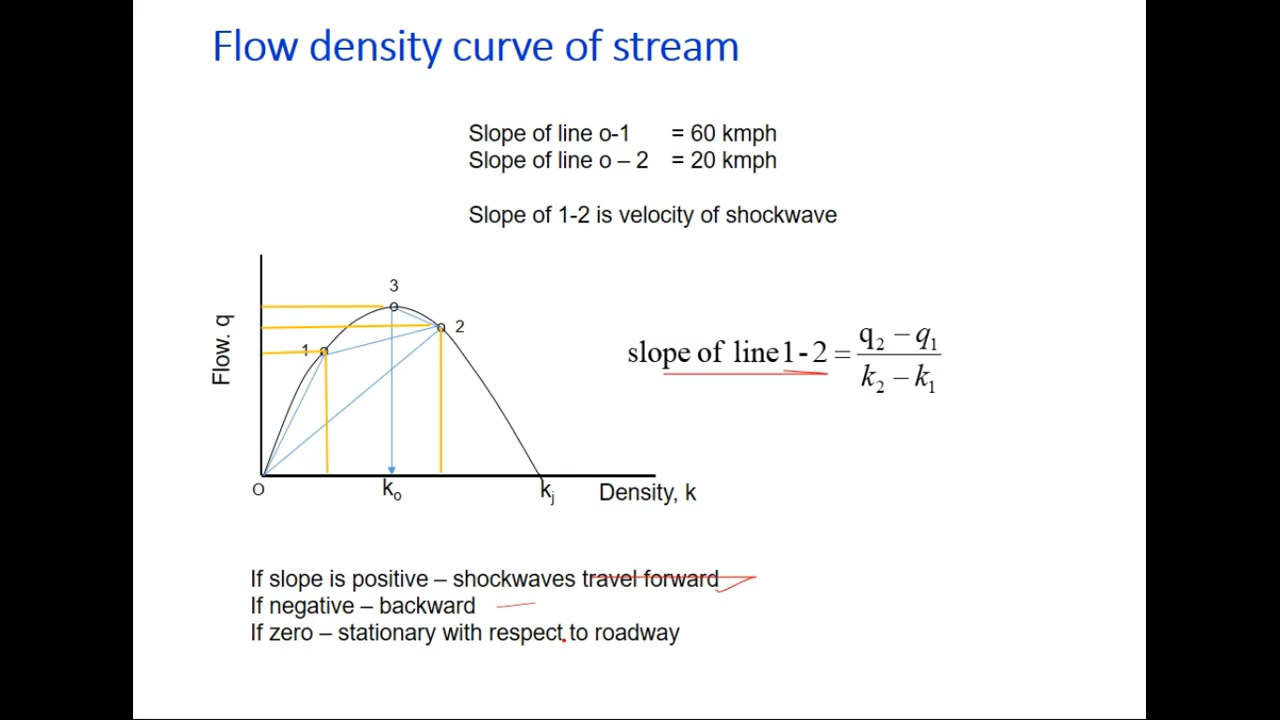 Flow density curve of stream
Slope of line o-1 = 60 kmph
Slope of line o – 2 = 20 kmph
Slope of 1-2 is velocity of shockwave
3
2
1
Flow. q
slope of line 1 - 2 = (q₂ − q₁) / (k₂ − k₁)
O
kₒ
kⱼ
Density, k
If slope is positive – shockwaves travel forward
If negative – backward
If zero – stationary with respect to roadway